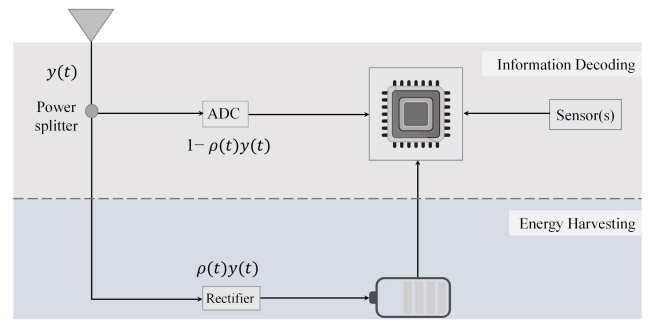 Information Decoding
y(t)
Power
splitter
ADC
Sensor(s)
1− ρ(t)y(t)
Energy Harvesting
ρ(t)y(t)
Rectifier